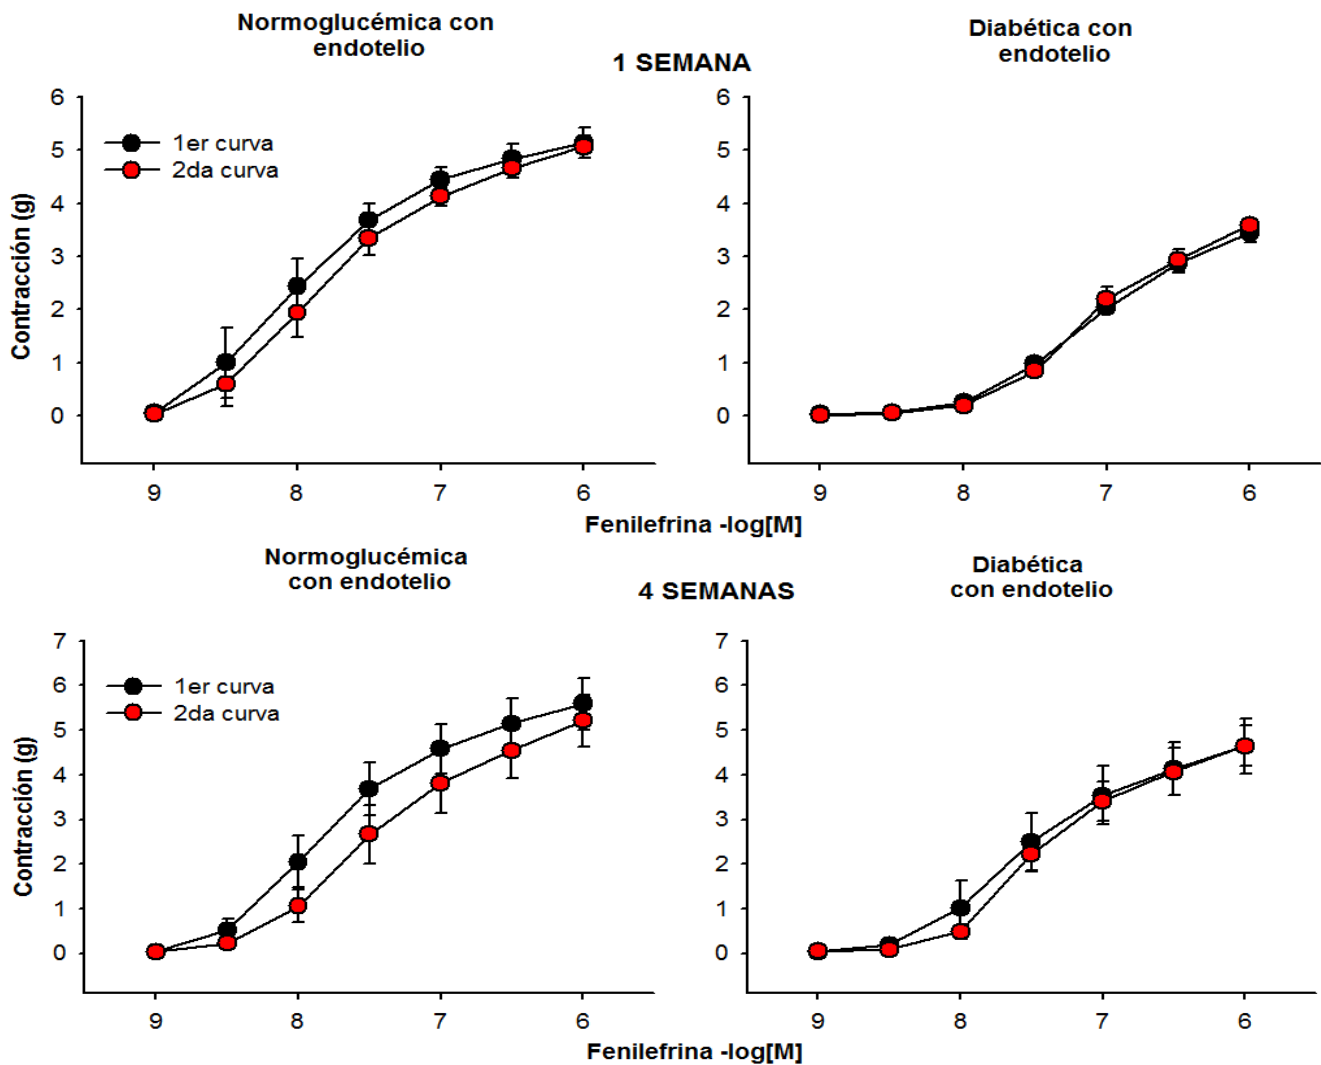 Normoglucémica con
endotelio
Diabética con
endotelio
1 SEMANA
6
5
4
3
2
1
0
Contracción (g)
1er curva
2da curva
9
8
7
6
6
5
4
3
2
1
0
9
8
7
6
Fenilefrina -log[M]
Normoglucémica
con endotelio
Diabética
con endotelio
4 SEMANAS
7
6
5
4
3
2
1
0
Contracción (g)
1er curva
2da curva
9
8
7
6
7
6
5
4
3
2
1
0
9
8
7
6
Fenilefrina -log[M]